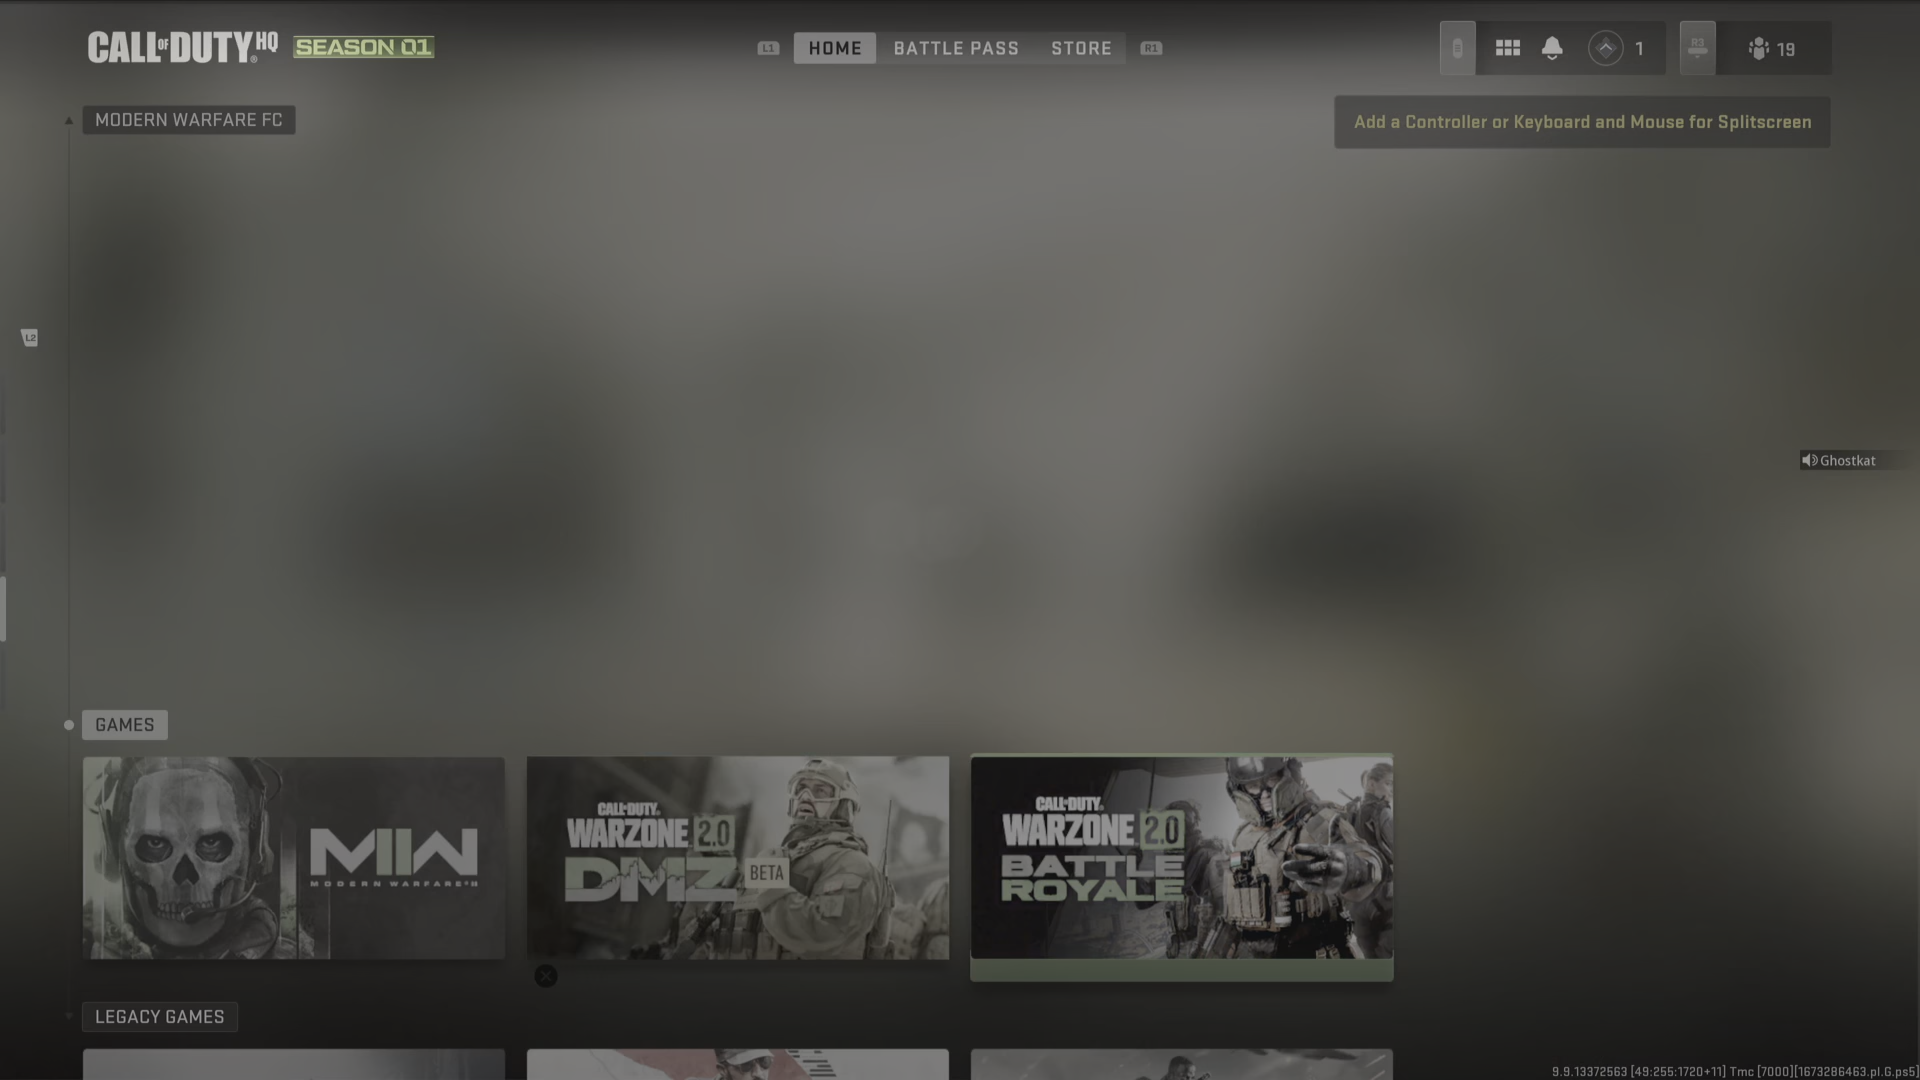 CALL OF DUTY HQ SEASON 01
L1 HOME BATTLE PASS STORE R1
1
R3
19
MODERN WARFARE FC
Add a Controller or Keyboard and Mouse for Splitscreen
L2
Ghostkat
GAMES
MWII
MODERN WARFARE II
CALL OF DUTY
WARZONE 2.0
DMZ BETA
CALL OF DUTY
WARZONE 2.0
BATTLE
ROYALE
LEGACY GAMES
9.9.13372563 [49:255:1720+11] Tmc [7000][1673286463.pl.G.ps5]